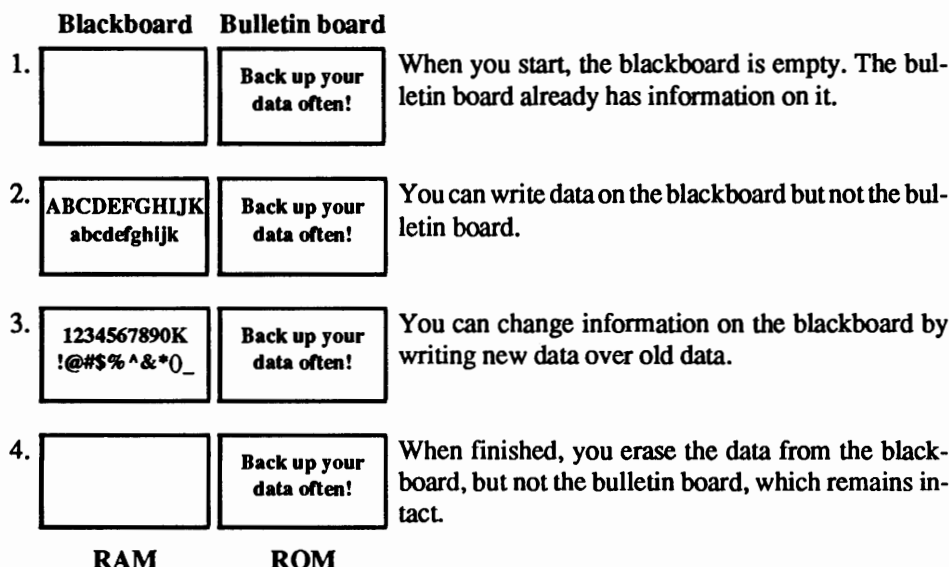 Blackboard Bulletin board
1.
Back up your
data often!
When you start, the blackboard is empty. The bul-
letin board already has information on it.
2.
ABCDEFGHIJK
abcdefghijk
Back up your
data often!
You can write data on the blackboard but not the bul-
letin board.
3.
1234567890K
!@#$%^&*()_
Back up your
data often!
You can change information on the blackboard by
writing new data over old data.
4.
Back up your
data often!
When finished, you erase the data from the black-
board, but not the bulletin board, which remains in-
tact.
RAM ROM